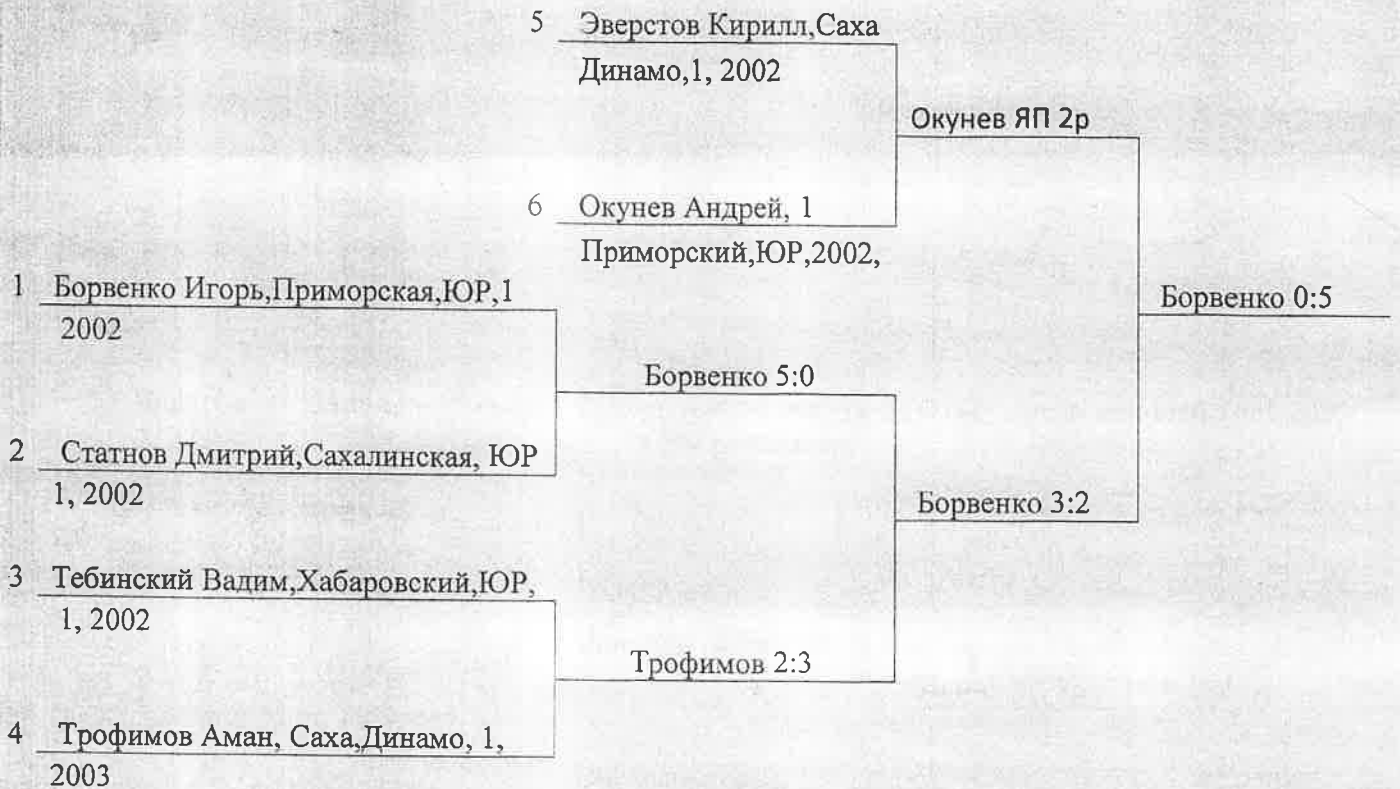 5 Эверстов Кирилл,Саха
Динамо,1, 2002
Окунев ЯП 2р
6 Окунев Андрей, 1
Приморский,ЮР,2002,
1 Борвенко Игорь,Приморская,ЮР,1
2002
Борвенко 0:5
Борвенко 5:0
2 Статнов Дмитрий,Сахалинская, ЮР
1, 2002
Борвенко 3:2
3 Тебинский Вадим,Хабаровский,ЮР,
1, 2002
Трофимов 2:3
4 Трофимов Аман, Саха,Динамо, 1,
2003